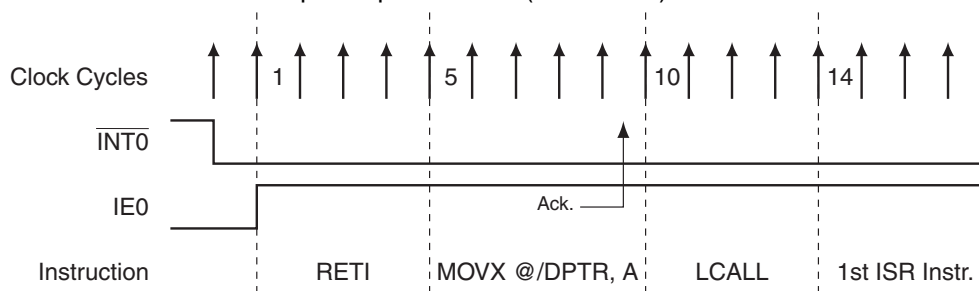 Clock Cycles 1 5 10 14
INT0
IE0
Ack.
Instruction RETI MOVX @/DPTR, A LCALL 1st ISR Instr.